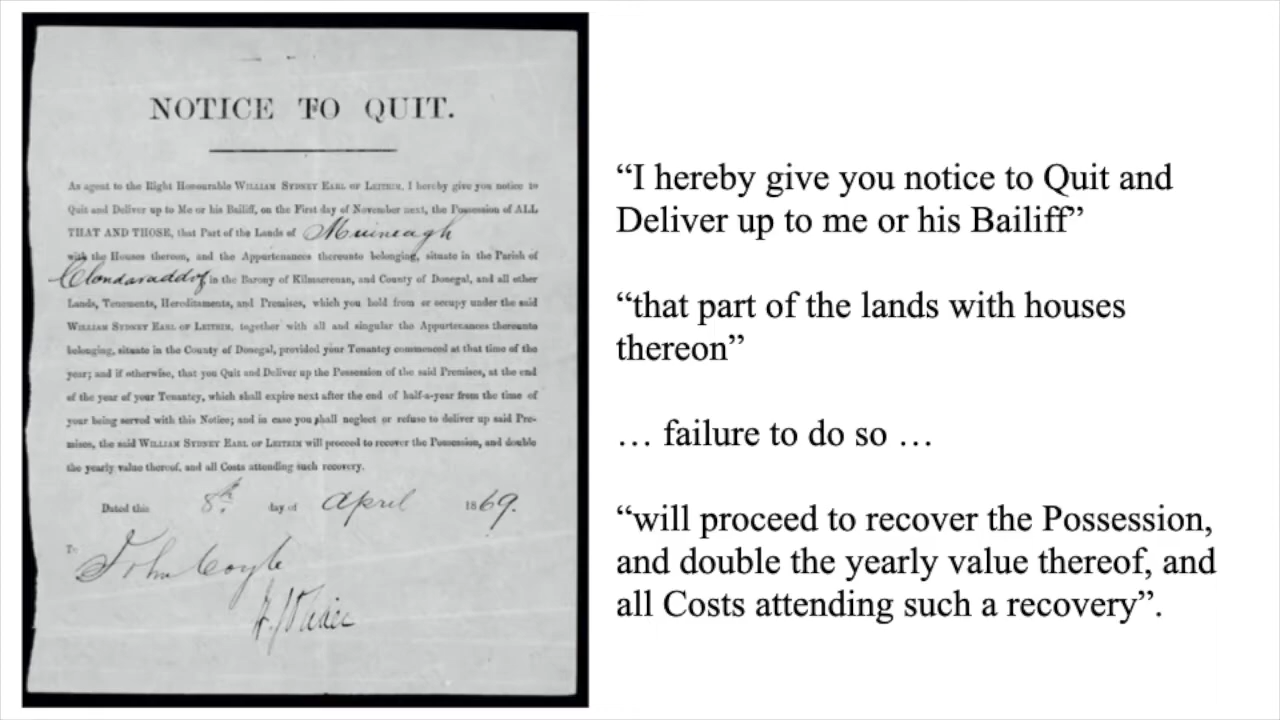 NOTICE TO QUIT.
As agent to the Right Honourable WILLIAM SYDNEY EARL OF LEITRIM, I hereby give you notice to
Quit and Deliver up to Me or his Bailiff, on the First day of November next, the Possession of ALL
THAT AND THOSE, that Part of the Lands of Muineagh
with the Houses thereon, and the Appurtenances thereunto belonging, situate in the Parish of
Clondavaddog in the Barony of Kilmacrenan, and County of Donegal, and all other
Lands, Tenements, Hereditaments, and Premises, which you hold from or occupy under the said
WILLIAM SYDNEY EARL OF LEITRIM, together with all and singular the Appurtenances thereunto
belonging, situate in the County of Donegal, provided your Tenantcy commenced at that time of the
year; and if otherwise, that you Quit and Deliver up the Possession of the said Premises, at the end
of the year of your Tenantcy, which shall expire next after the end of half-a-year from the time of
your being served with this Notice; and in case you shall neglect or refuse to deliver up said Pre-
mises, the said WILLIAM SYDNEY EARL OF LEITRIM will proceed to recover the Possession, and double
the yearly value thereof, and all Costs attending such recovery.
Dated this 8th day of April 1869.
To John Coyle
“I hereby give you notice to Quit and
Deliver up to me or his Bailiff”
“that part of the lands with houses
thereon”
… failure to do so …
“will proceed to recover the Possession,
and double the yearly value thereof, and
all Costs attending such a recovery”.